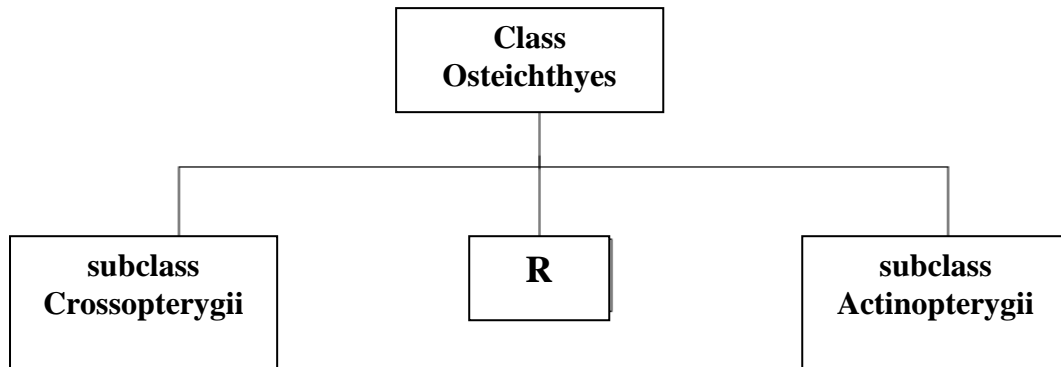 Class
Osteichthyes
subclass
Crossopterygii
R
subclass
Actinopterygii